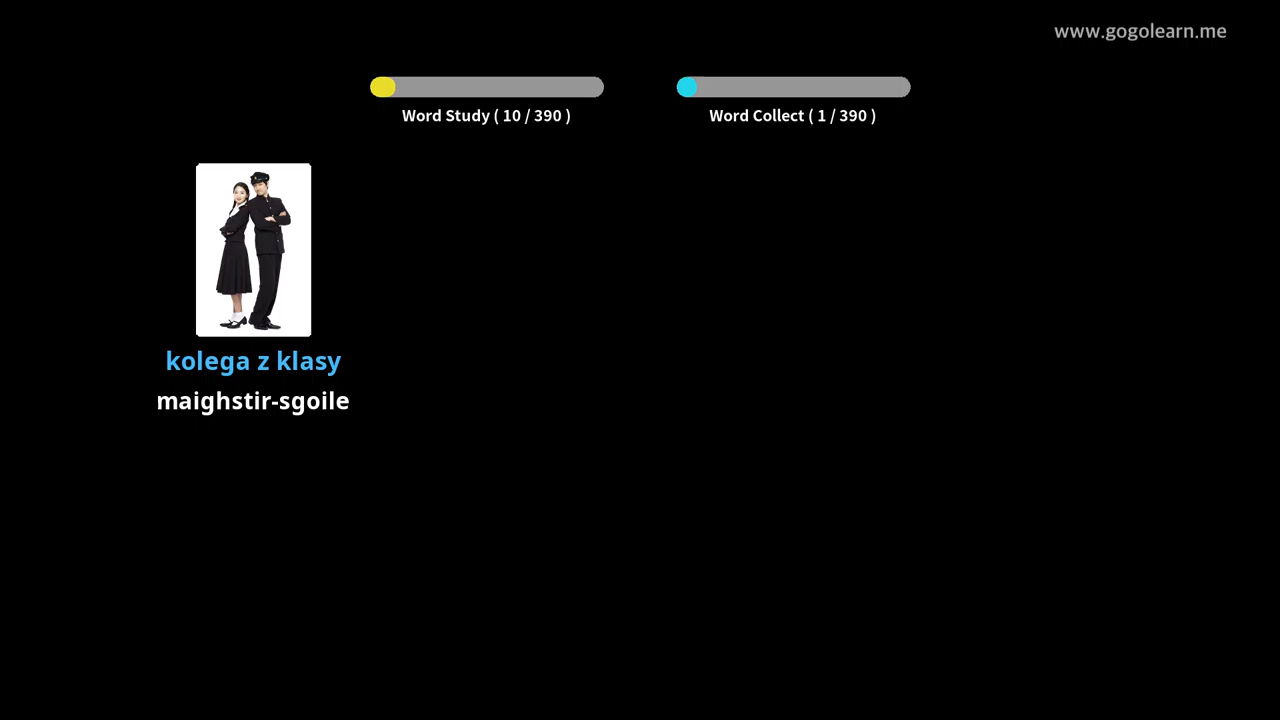 www.gogolearn.me
Word Study ( 10 / 390 )
Word Collect ( 1 / 390 )
kolega z klasy
maighstir-sgoile